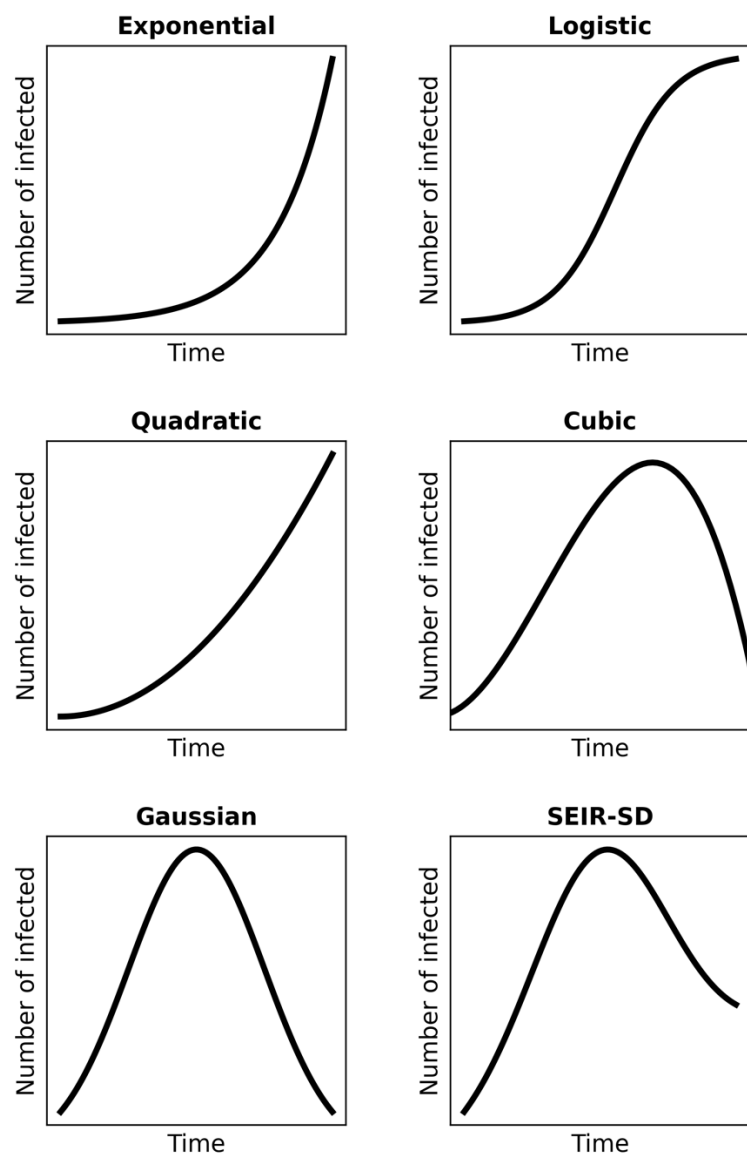 Exponential
Number of infected
Time
Logistic
Number of infected
Time
Quadratic
Number of infected
Time
Cubic
Number of infected
Time
Gaussian
Number of infected
Time
SEIR-SD
Number of infected
Time